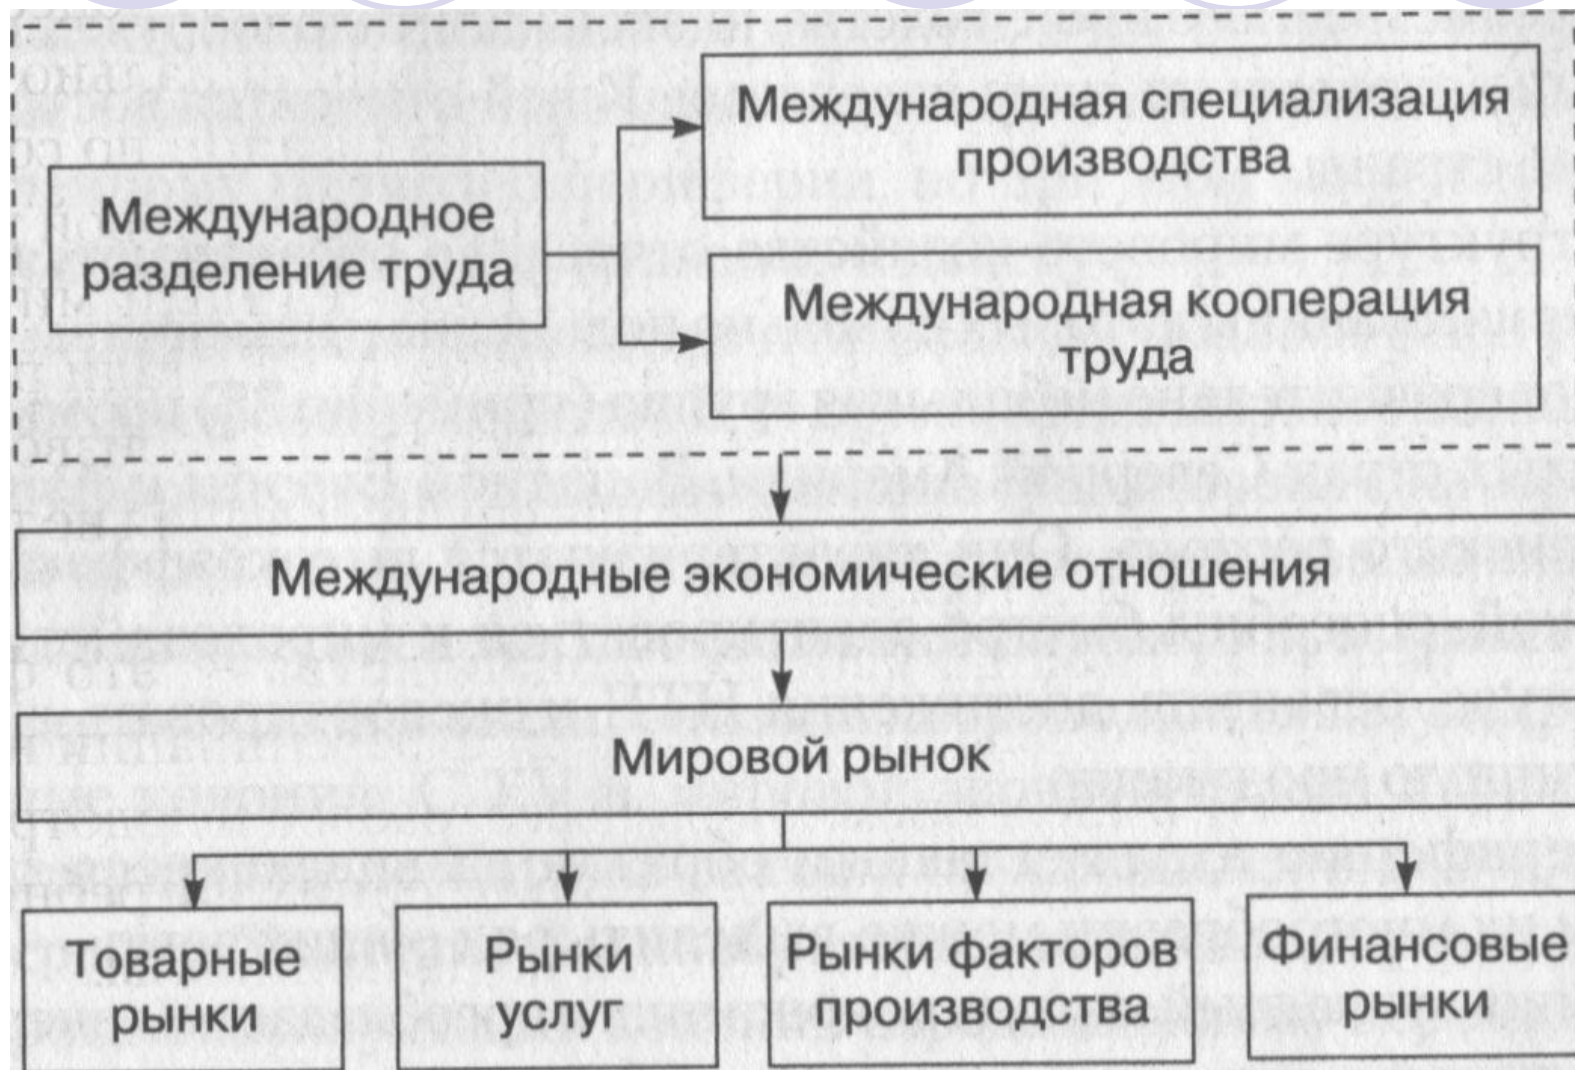 Международная специализация
производства
Международное
разделение труда
Международная кооперация
труда
Международные экономические отношения
Мировой рынок
Товарные
рынки
Рынки
услуг
Рынки факторов
производства
Финансовые
рынки